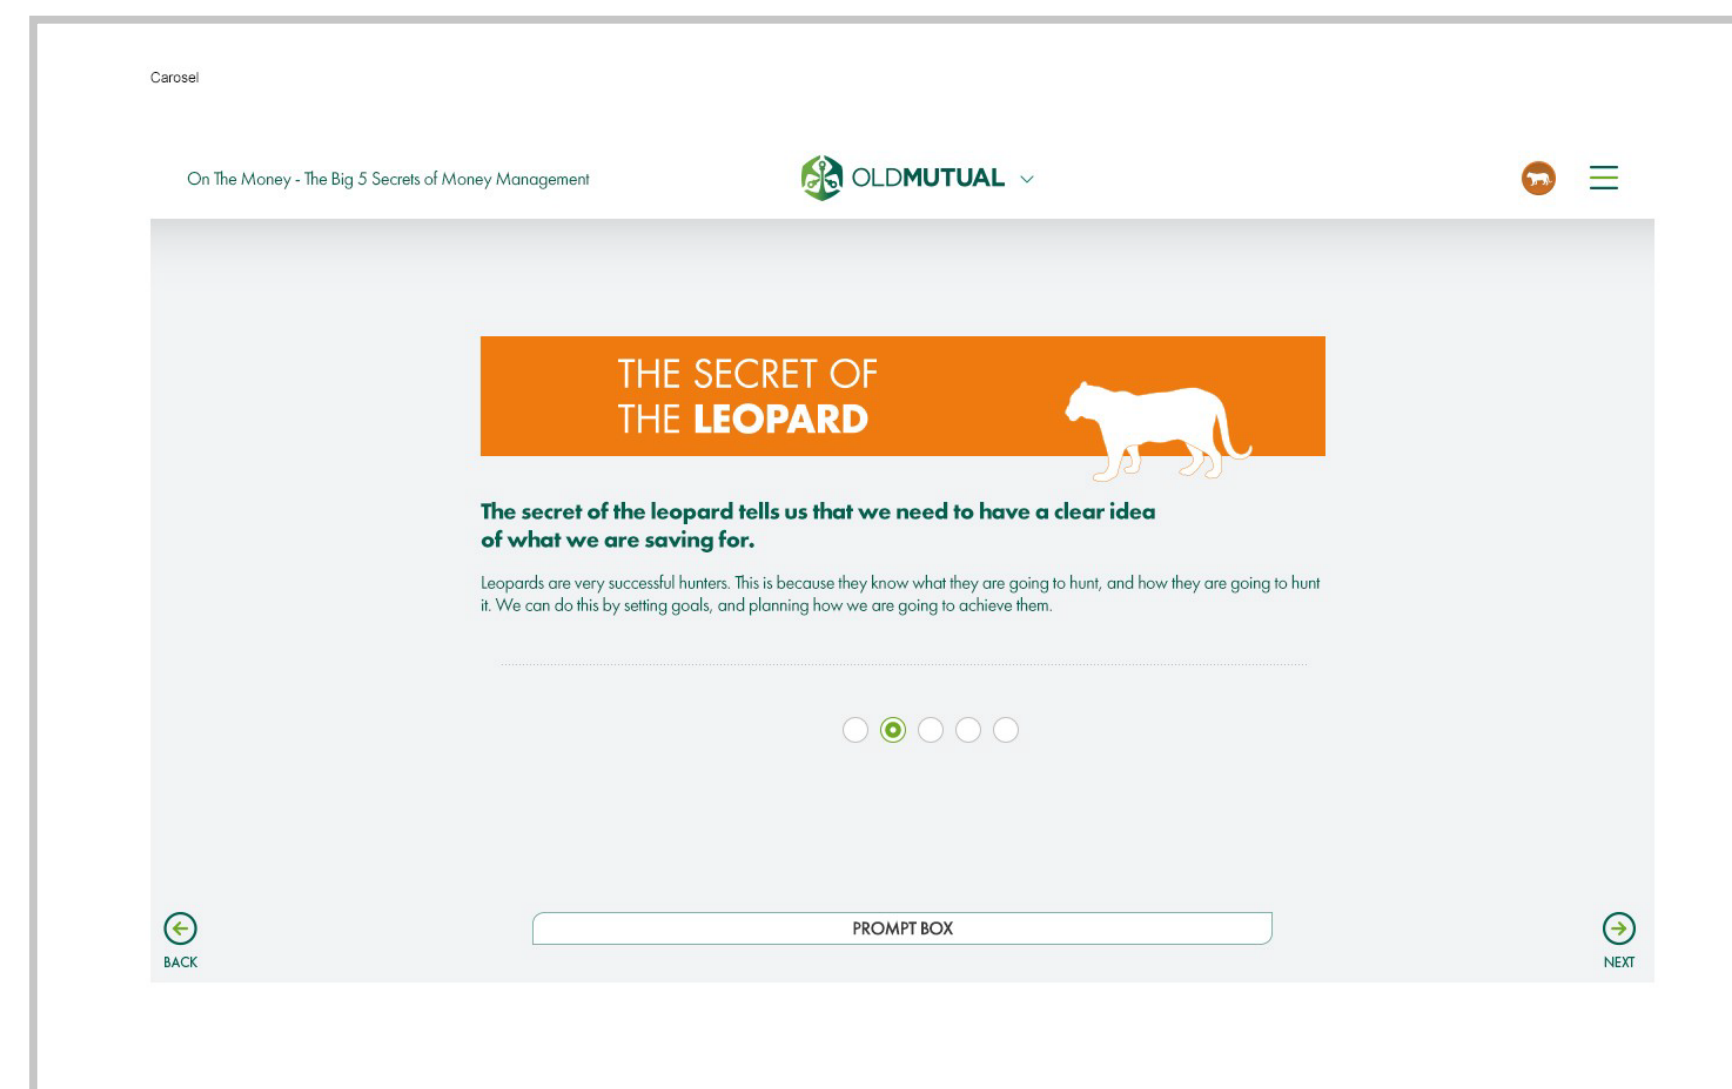 Carosel
On The Money - The Big 5 Secrets of Money Management
OLDMUTUAL
THE SECRET OF
THE LEOPARD
The secret of the leopard tells us that we need to have a clear idea
of what we are saving for.
Leopards are very successful hunters. This is because they know what they are going to hunt, and how they are going to hunt
it. We can do this by setting goals, and planning how we are going to achieve them.
PROMPT BOX
BACK
NEXT